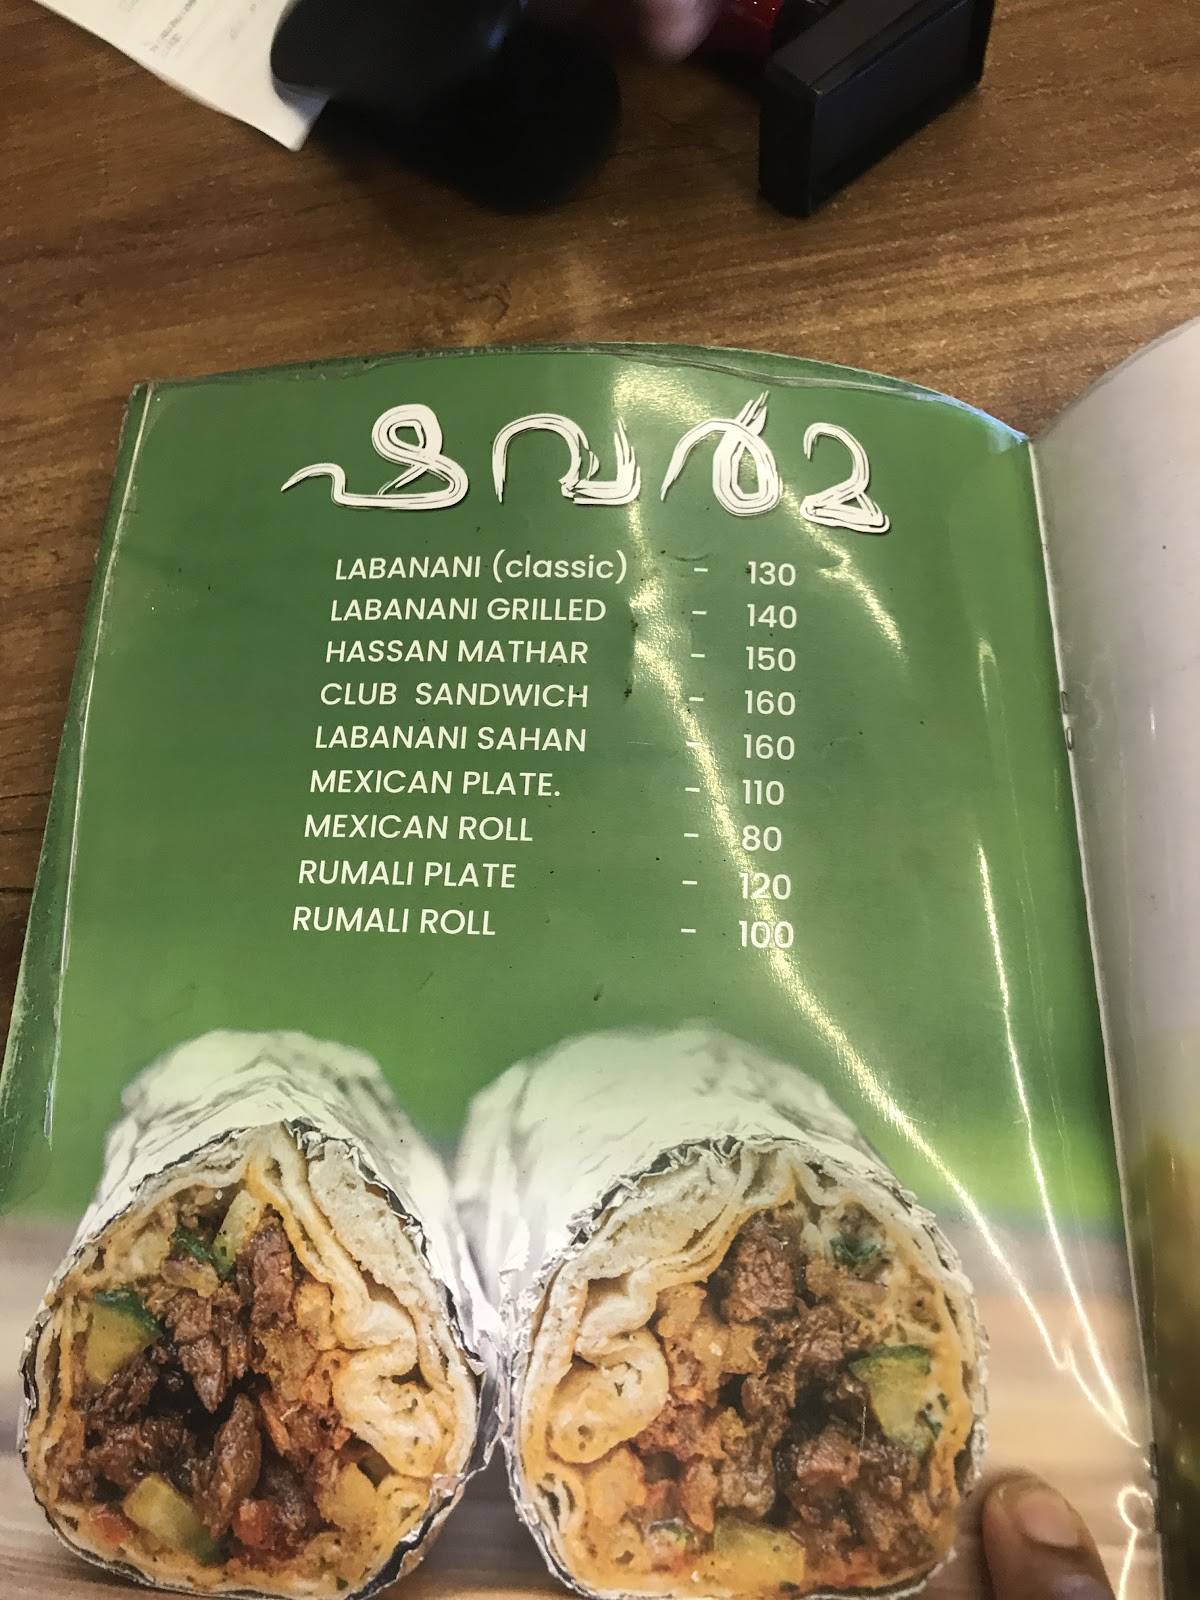 ഷവർമ
LABANANI (classic) - 130
LABANANI GRILLED - 140
HASSAN MATHAR - 150
CLUB SANDWICH - 160
LABANANI SAHAN - 160
MEXICAN PLATE. - 110
MEXICAN ROLL - 80
RUMALI PLATE - 120
RUMALI ROLL - 100